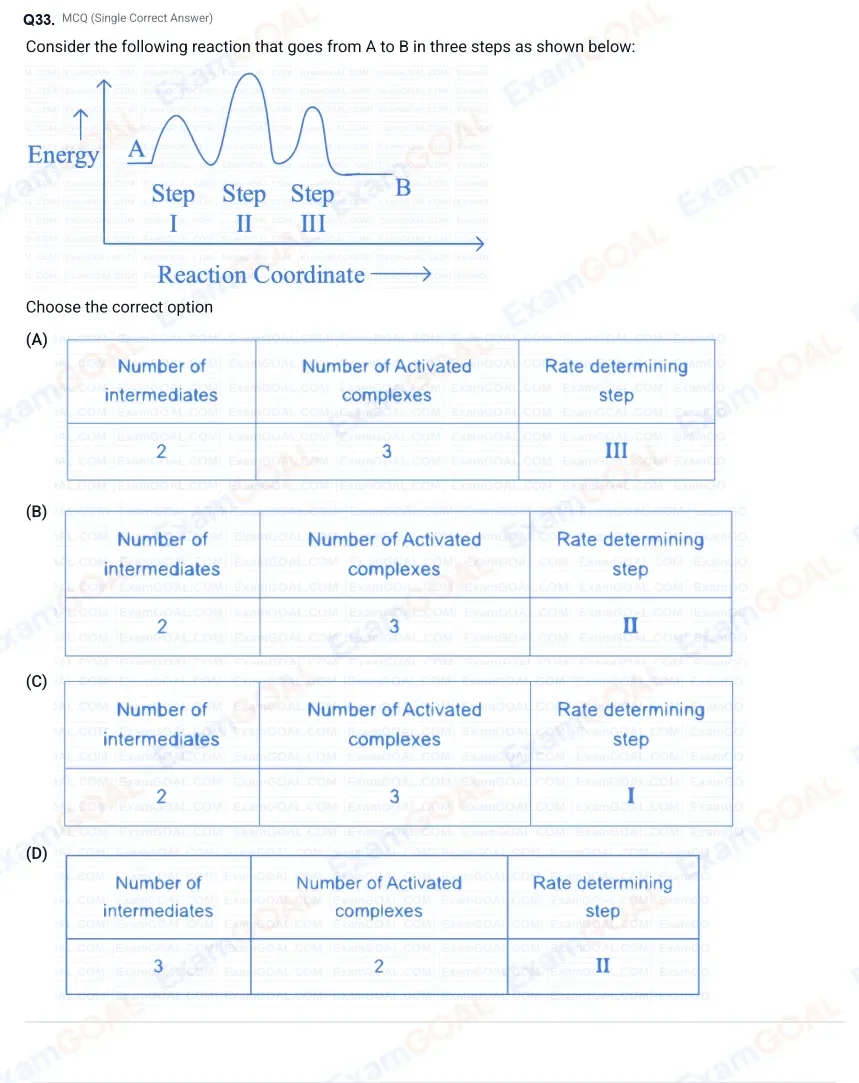 Q33. MCQ (Single Correct Answer)
Consider the following reaction that goes from A to B in three steps as shown below:
Energy
A
B
Step I
Step II
Step III
Reaction Coordinate
Choose the correct option
(A)
Number of intermediates
Number of Activated complexes
Rate determining step
2
3
III
(B)
Number of intermediates
Number of Activated complexes
Rate determining step
2
3
II
(C)
Number of intermediates
Number of Activated complexes
Rate determining step
2
3
I
(D)
Number of intermediates
Number of Activated complexes
Rate determining step
3
2
II
ExamGOAL